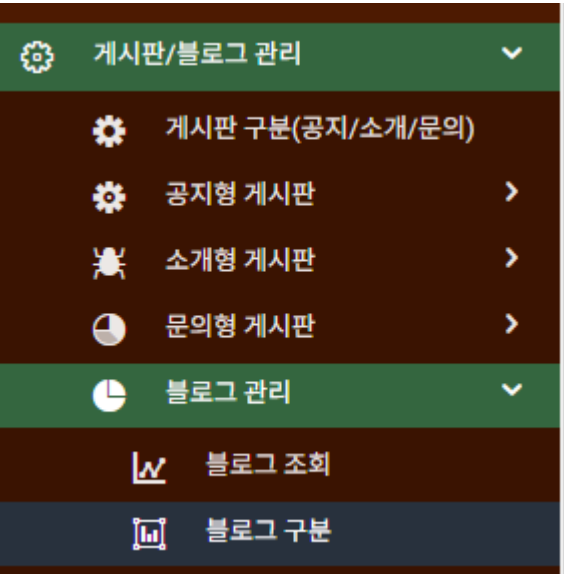 게시판/블로그 관리
게시판 구분(공지/소개/문의)
공지형 게시판
소개형 게시판
문의형 게시판
블로그 관리
블로그 조회
블로그 구분